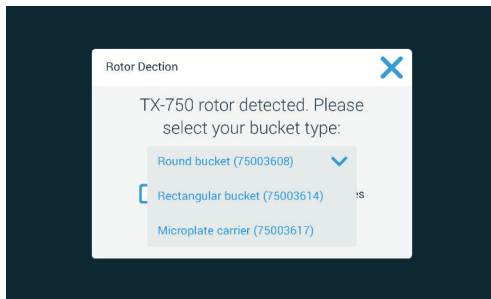 Rotor Dection
TX-750 rotor detected. Please
select your bucket type:
Round bucket (75003608)
Rectangular bucket (75003614)
Microplate carrier (75003617)